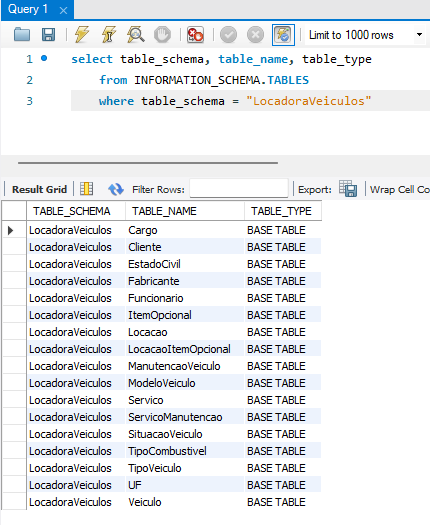 Query 1
Limit to 1000 rows
1 select table_schema, table_name, table_type
2 from INFORMATION_SCHEMA.TABLES
3 where table_schema = "LocadoraVeiculos"
Result Grid Filter Rows: Export: Wrap Cell Co
TABLE_SCHEMA TABLE_NAME TABLE_TYPE
LocadoraVeiculos Cargo BASE TABLE
LocadoraVeiculos Cliente BASE TABLE
LocadoraVeiculos EstadoCivil BASE TABLE
LocadoraVeiculos Fabricante BASE TABLE
LocadoraVeiculos Funcionario BASE TABLE
LocadoraVeiculos ItemOpcional BASE TABLE
LocadoraVeiculos Locacao BASE TABLE
LocadoraVeiculos LocacaoItemOpcional BASE TABLE
LocadoraVeiculos ManutencaoVeiculo BASE TABLE
LocadoraVeiculos ModeloVeiculo BASE TABLE
LocadoraVeiculos Servico BASE TABLE
LocadoraVeiculos ServicoManutencao BASE TABLE
LocadoraVeiculos SituacaoVeiculo BASE TABLE
LocadoraVeiculos TipoCombustivel BASE TABLE
LocadoraVeiculos TipoVeiculo BASE TABLE
LocadoraVeiculos UF BASE TABLE
LocadoraVeiculos Veiculo BASE TABLE